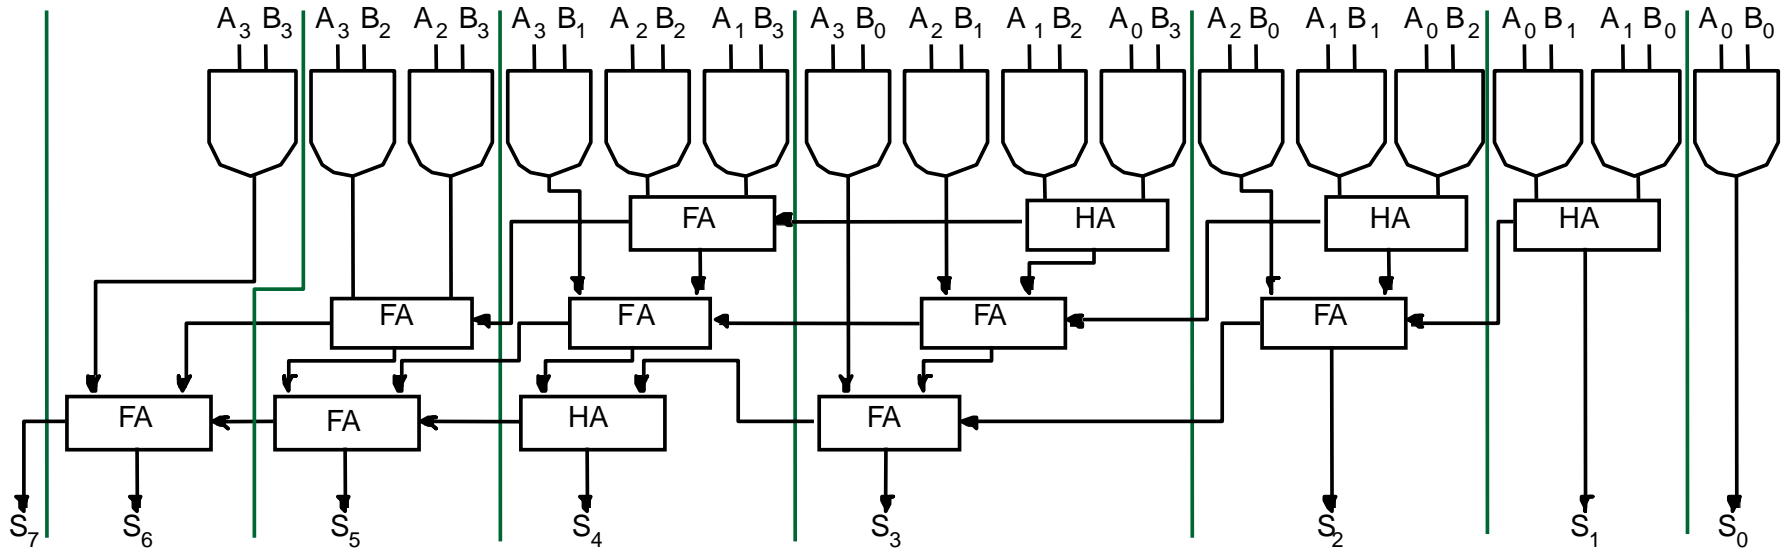 A₃ B₃ A₃ B₂ A₂ B₃ A₃ B₁ A₂ B₂ A₁ B₃ A₃ B₀ A₂ B₁ A₁ B₂ A₀ B₃ A₂ B₀ A₁ B₁ A₀ B₂ A₀ B₁ A₁ B₀ A₀ B₀
FA HA HA HA
FA FA FA FA
FA FA HA FA
S₇ S₆ S₅ S₄ S₃ S₂ S₁ S₀